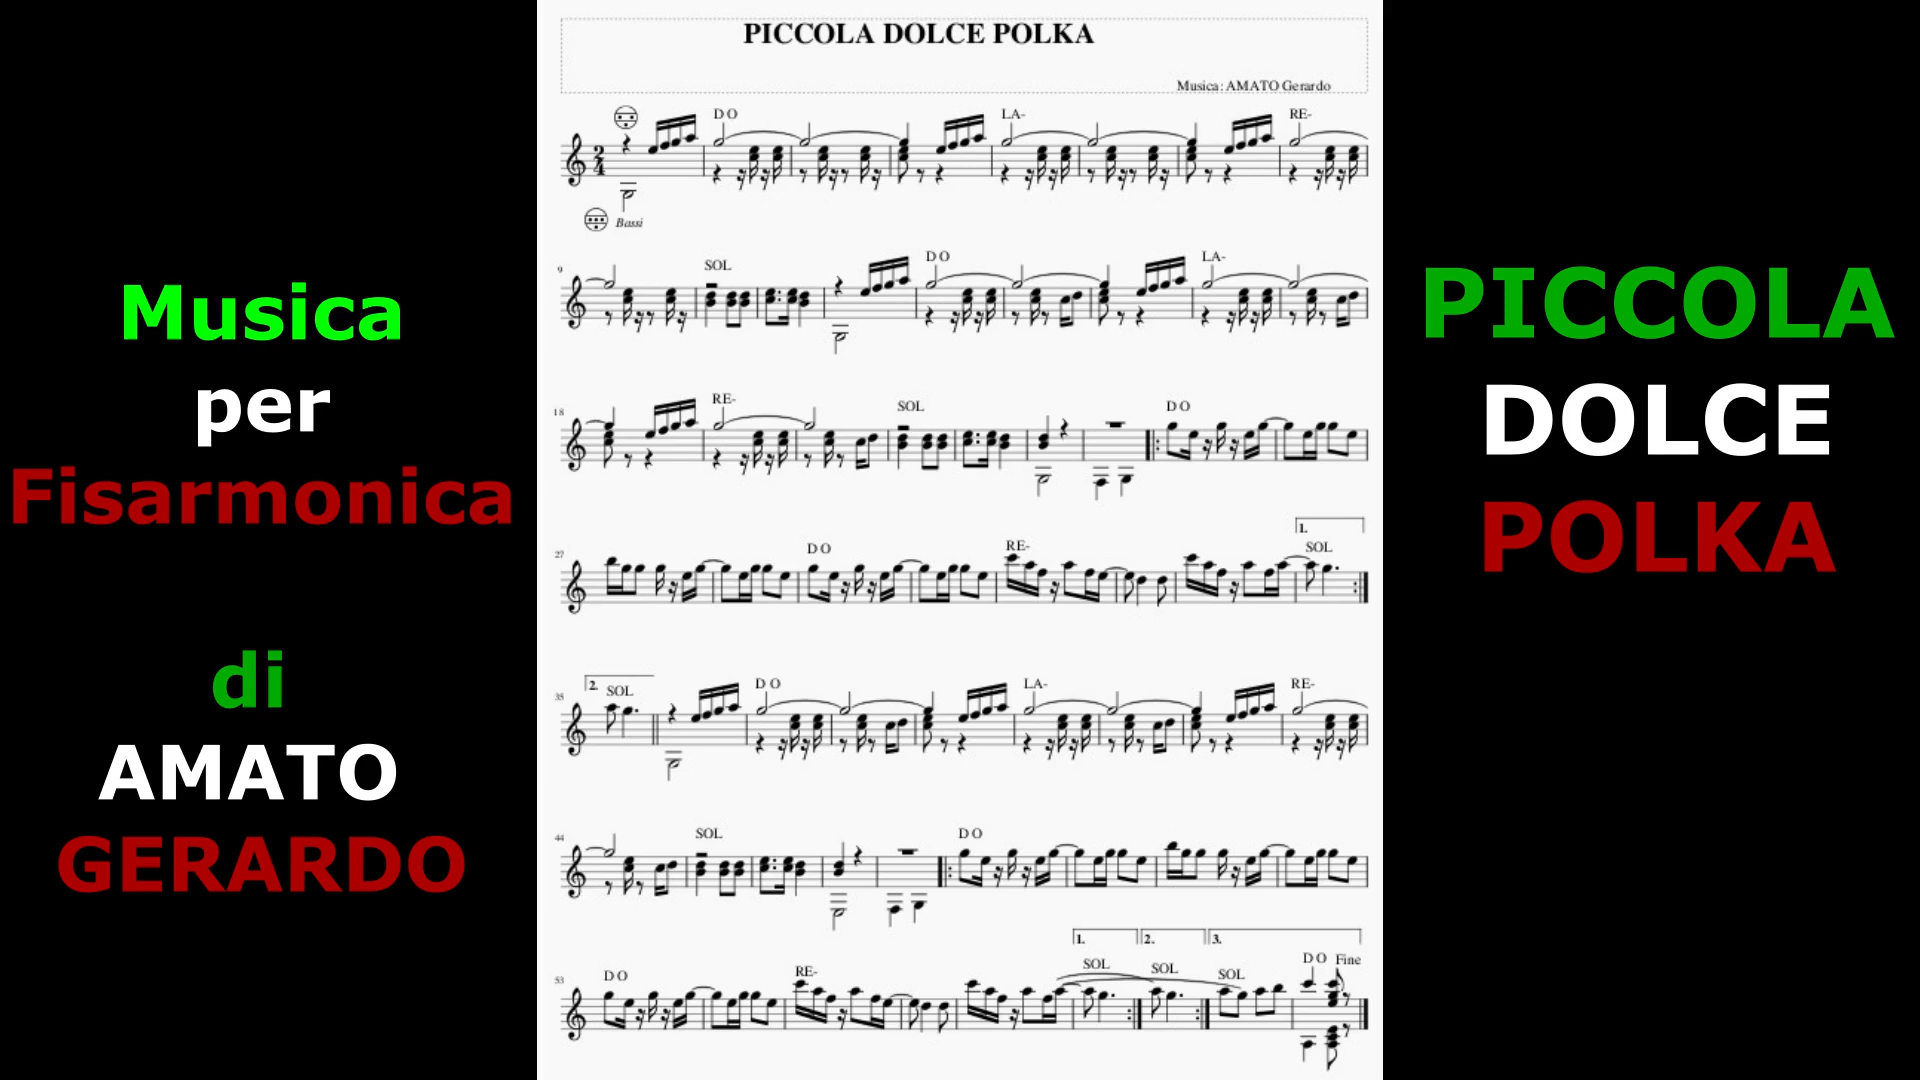 Musica
per
Fisarmonica
di
AMATO
GERARDO
PICCOLA DOLCE POLKA
Musica: AMATO Gerardo
DO LA- RE-
2
4
Bassi
9 SOL DO LA-
18 RE- SOL DO
1.
27 DO RE- SOL
2.
35 SOL DO LA- RE-
44 SOL DO
1. 2. 3.
53 DO RE- SOL SOL SOL DO Fine
PICCOLA
DOLCE
POLKA